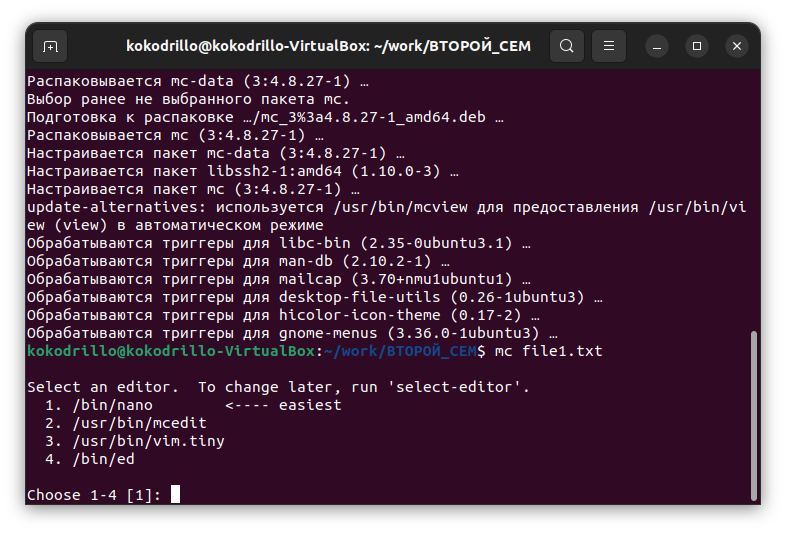 kokodrillo@kokodrillo-VirtualBox: ~/work/ВТОРОЙ_СЕМ
Распаковывается mc-data (3:4.8.27-1) …
Выбор ранее не выбранного пакета mc.
Подготовка к распаковке …/mc_3%3a4.8.27-1_amd64.deb …
Распаковывается mc (3:4.8.27-1) …
Настраивается пакет mc-data (3:4.8.27-1) …
Настраивается пакет libssh2-1:amd64 (1.10.0-3) …
Настраивается пакет mc (3:4.8.27-1) …
update-alternatives: используется /usr/bin/mcview для предоставления /usr/bin/vi
ew (view) в автоматическом режиме
Обрабатываются триггеры для libc-bin (2.35-0ubuntu3.1) …
Обрабатываются триггеры для man-db (2.10.2-1) …
Обрабатываются триггеры для mailcap (3.70+nmu1ubuntu1) …
Обрабатываются триггеры для desktop-file-utils (0.26-1ubuntu3) …
Обрабатываются триггеры для hicolor-icon-theme (0.17-2) …
Обрабатываются триггеры для gnome-menus (3.36.0-1ubuntu3) …
kokodrillo@kokodrillo-VirtualBox:~/work/ВТОРОЙ_СЕМ$ mc file1.txt
Select an editor.  To change later, run 'select-editor'.
  1. /bin/nano        <---- easiest
  2. /usr/bin/mcedit
  3. /usr/bin/vim.tiny
  4. /bin/ed
Choose 1-4 [1]: